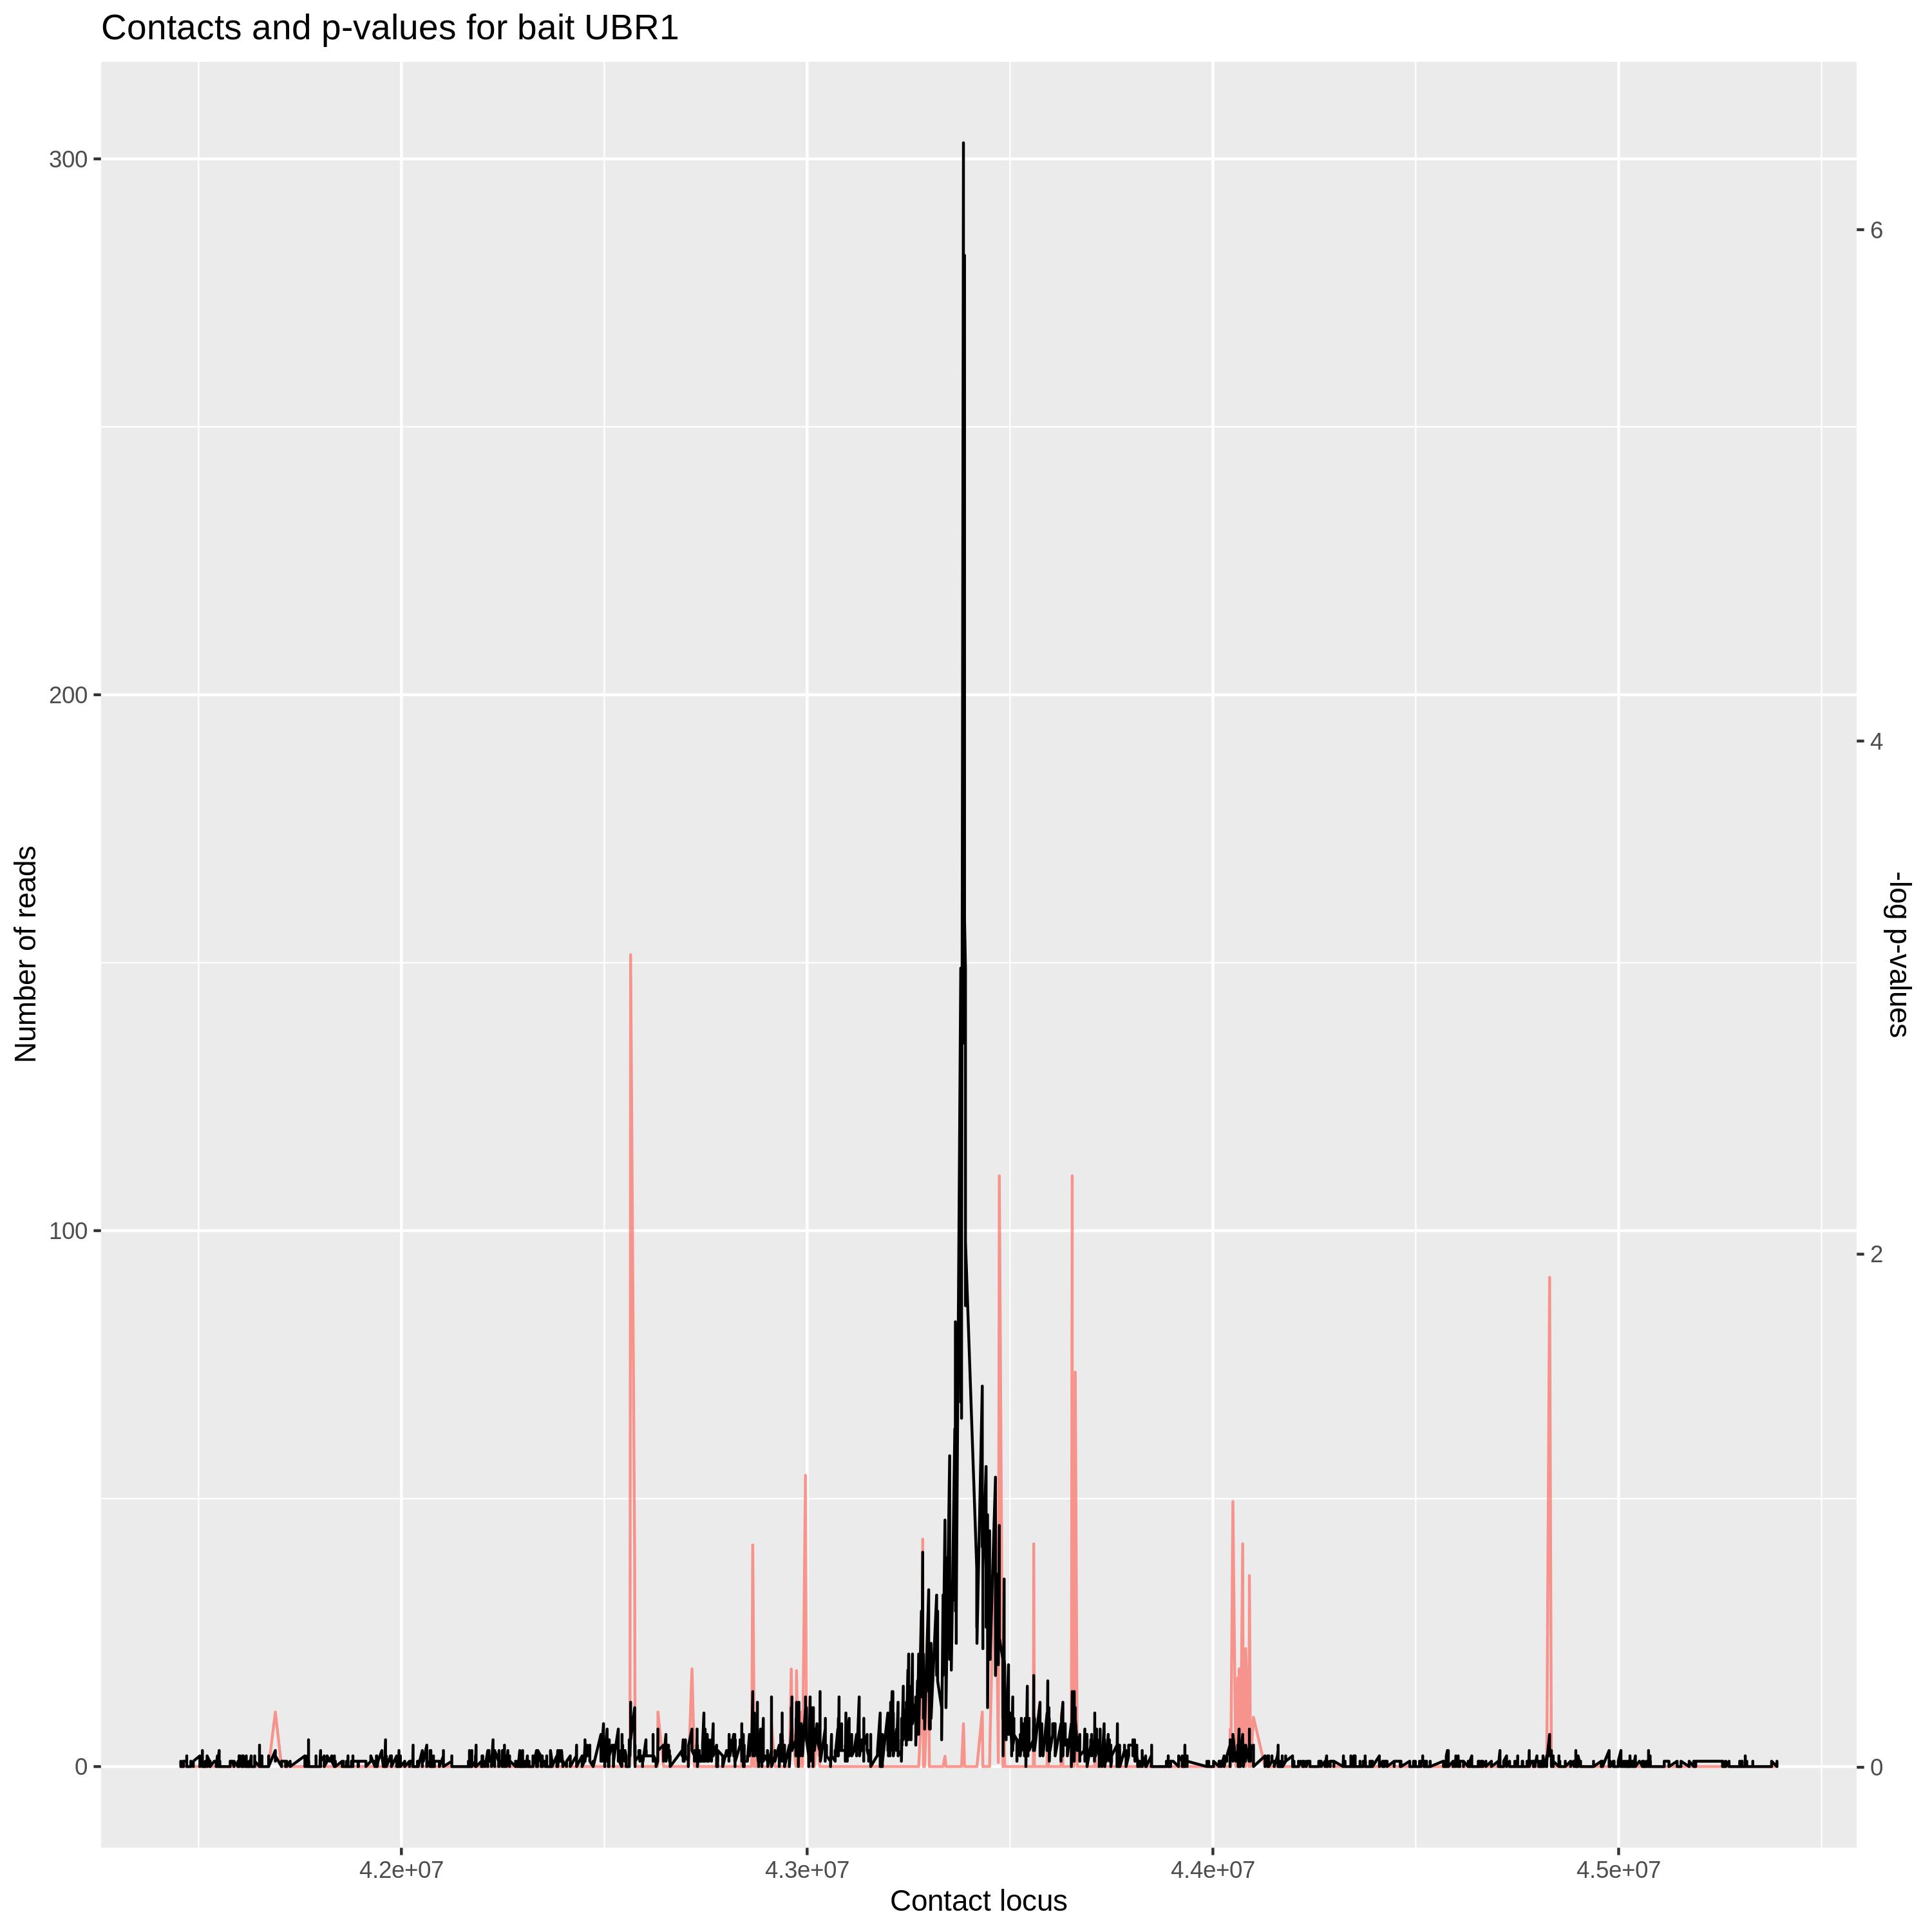 Contacts and p-values for bait UBR1
300
200
100
0
6
4
2
0
Number of reads
-log p-values
4.2e+07
4.3e+07
4.4e+07
4.5e+07
Contact locus